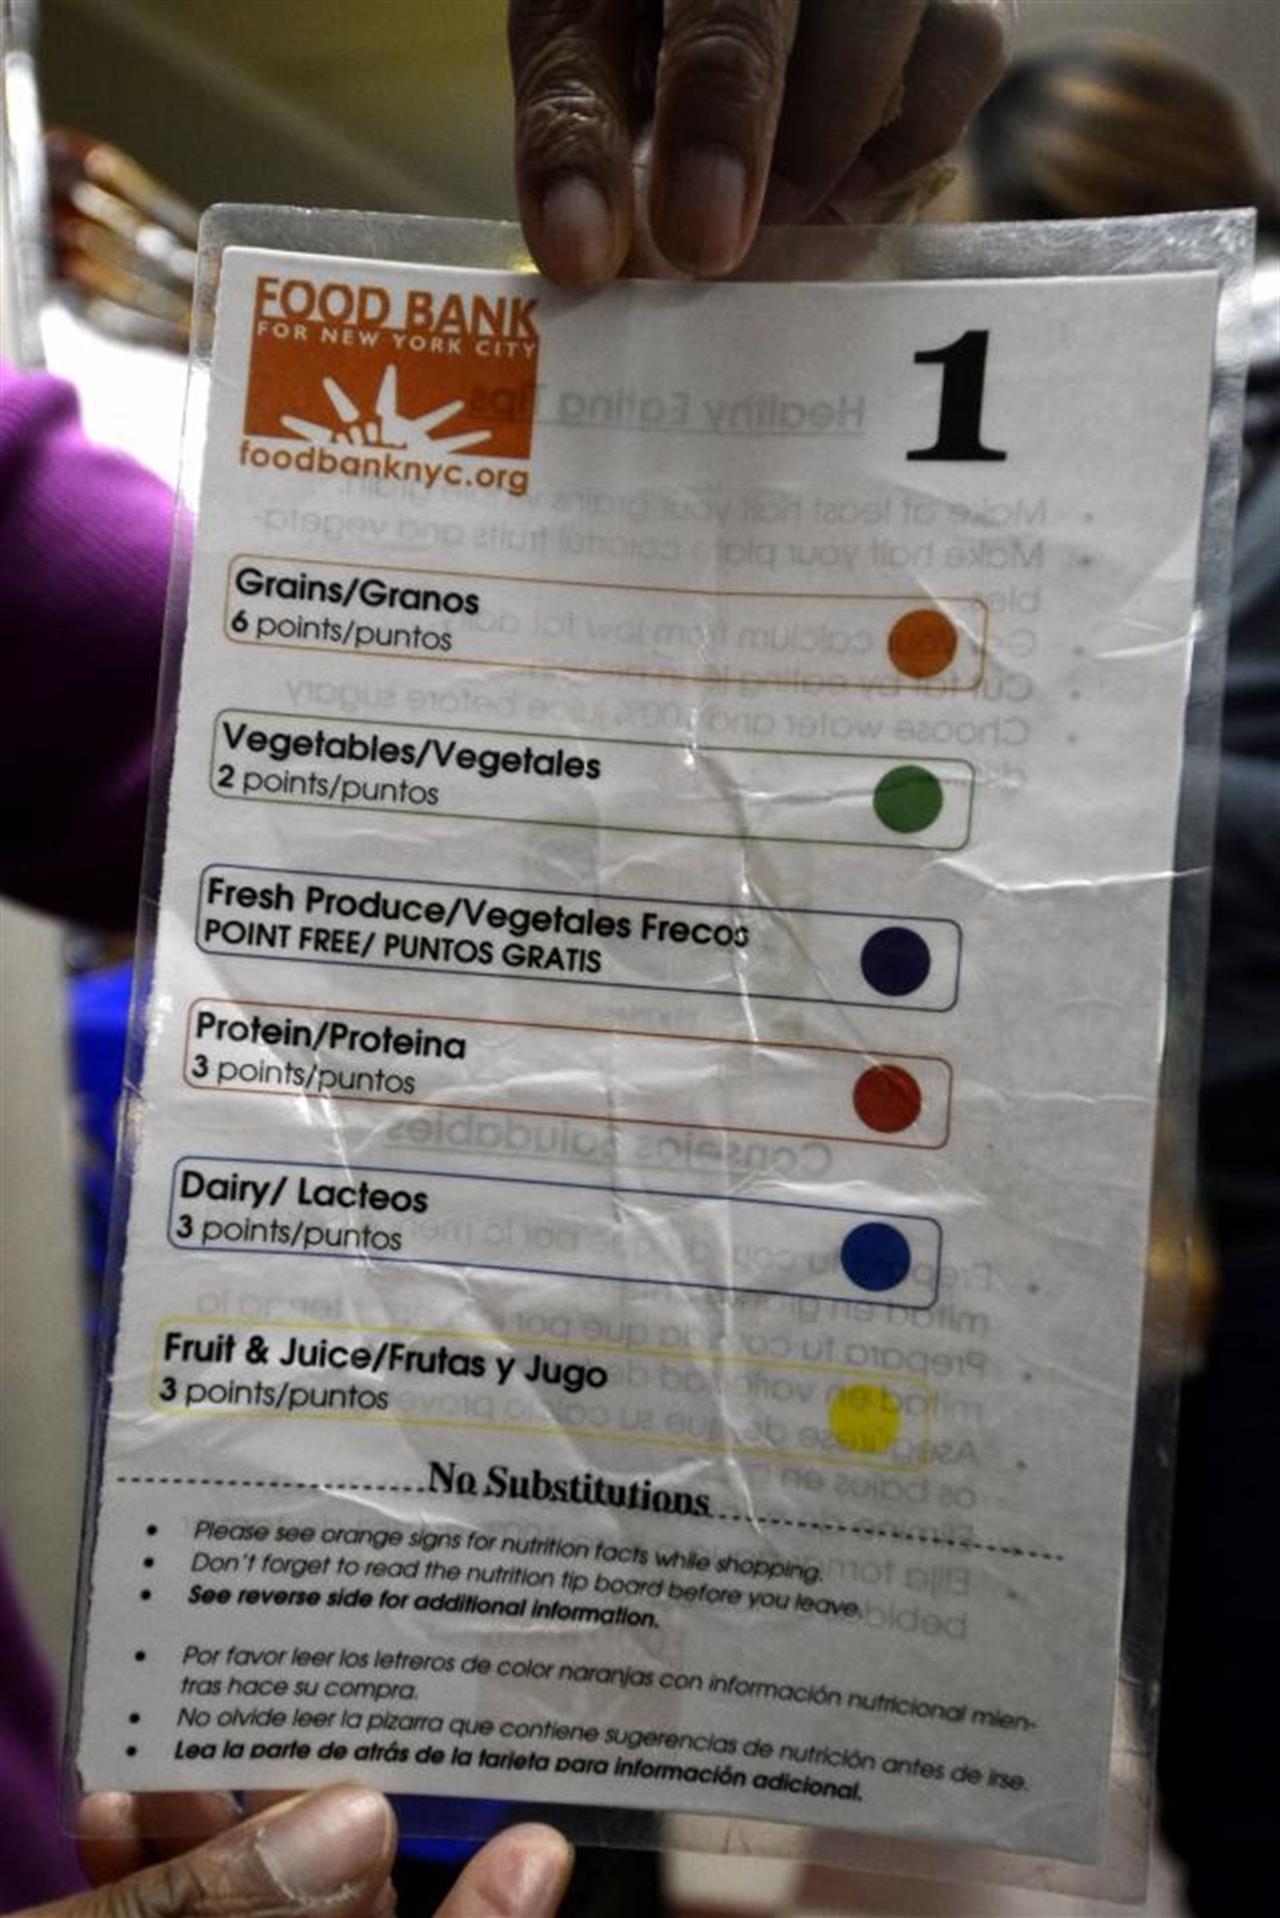 FOOD BANK
FOR NEW YORK CITY
foodbanknyc.org
1
Grains/Granos
6 points/puntos
Vegetables/Vegetales
2 points/puntos
Fresh Produce/Vegetales Frecos
POINT FREE/ PUNTOS GRATIS
Protein/Proteina
3 points/puntos
Dairy/ Lacteos
3 points/puntos
Fruit & Juice/Frutas y Jugo
3 points/puntos
No Substitutions
• Please see orange signs for nutrition facts while shopping.
• Don't forget to read the nutrition tip board before you leave.
• See reverse side for additional information.
• Por favor leer los letreros de color naranjas con información nutricional mien-
tras hace su compra.
• No olvide leer la pizarra que contiene sugerencias de nutrición antes de irse.
• Lea la parte de atrás de la tarjeta para información adicional.